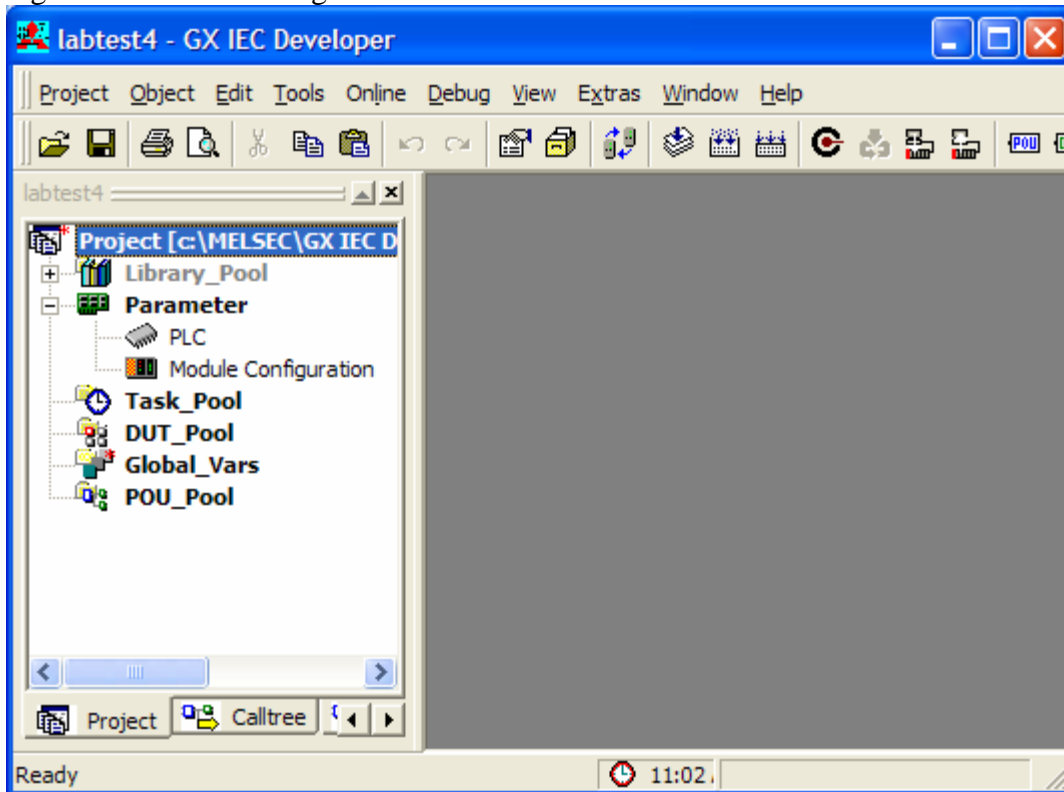 labtest4 - GX IEC Developer
Project Object Edit Tools Online Debug View Extras Window Help
POU
labtest4
Project [c:\MELSEC\GX IEC D
Library_Pool
Parameter
PLC
Module Configuration
Task_Pool
DUT_Pool
Global_Vars
POU_Pool
Project Calltree
Ready 11:02